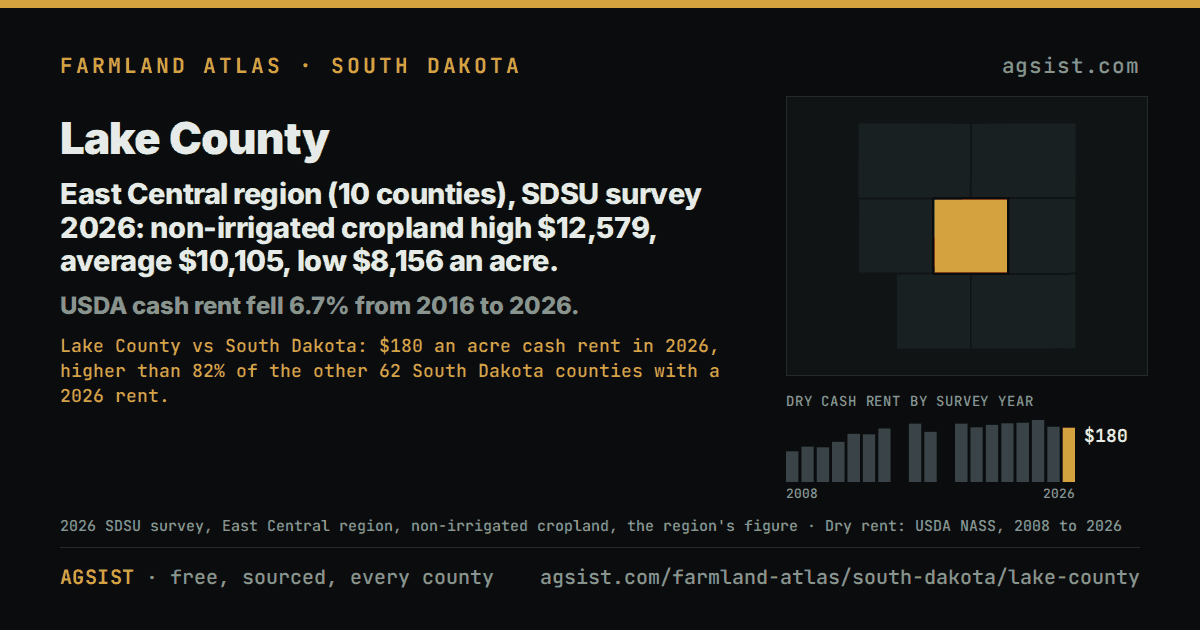 FARMLAND ATLAS · SOUTH DAKOTA
agsist.com
Lake County
East Central region (10 counties), SDSU survey
2026: non-irrigated cropland high $12,579,
average $10,105, low $8,156 an acre.
USDA cash rent fell 6.7% from 2016 to 2026.
Lake County vs South Dakota: $180 an acre cash rent in 2026,
higher than 82% of the other 62 South Dakota counties with a
2026 rent.
DRY CASH RENT BY SURVEY YEAR
$180
2008
2026
2026 SDSU survey, East Central region, non-irrigated cropland, the region's figure · Dry rent: USDA NASS, 2008 to 2026
AGSIST · free, sourced, every county
agsist.com/farmland-atlas/south-dakota/lake-county